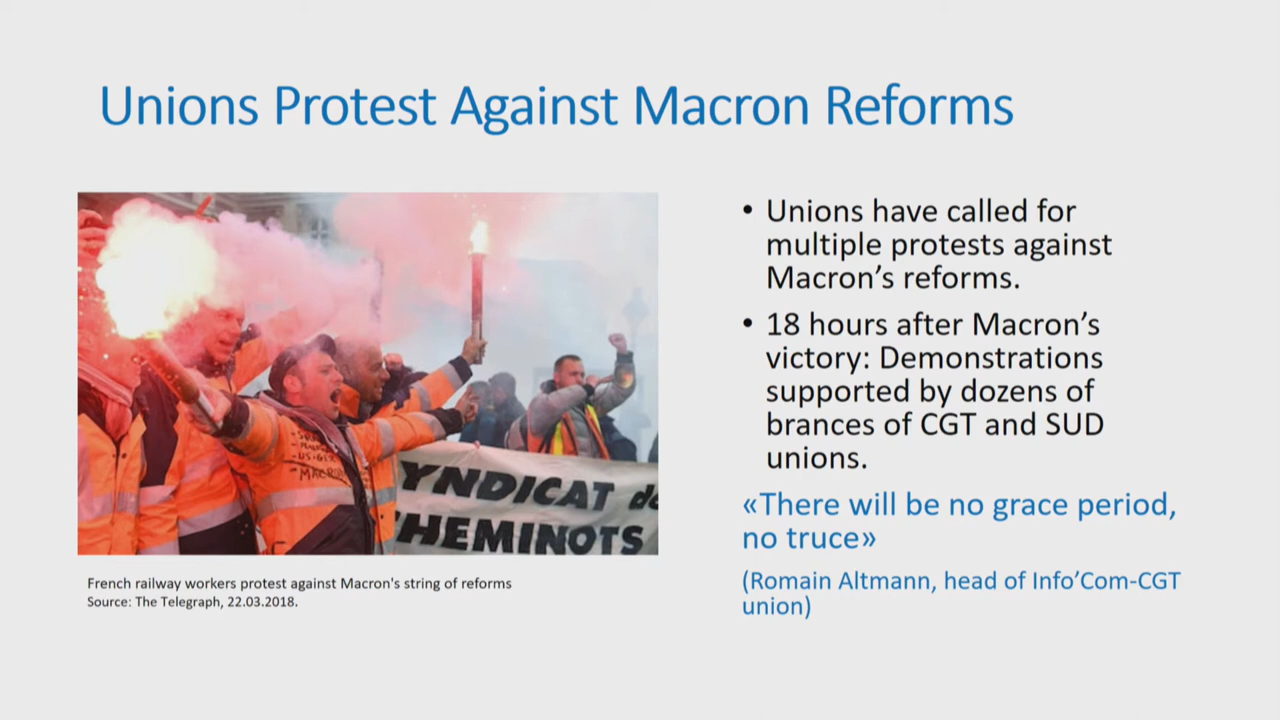 Unions Protest Against Macron Reforms
• Unions have called for
multiple protests against
Macron’s reforms.
• 18 hours after Macron’s
victory: Demonstrations
supported by dozens of
brances of CGT and SUD
unions.
«There will be no grace period,
no truce»
(Romain Altmann, head of Info’Com-CGT
union)
YNDICAT de
HEMINOTS
French railway workers protest against Macron's string of reforms
Source: The Telegraph, 22.03.2018.